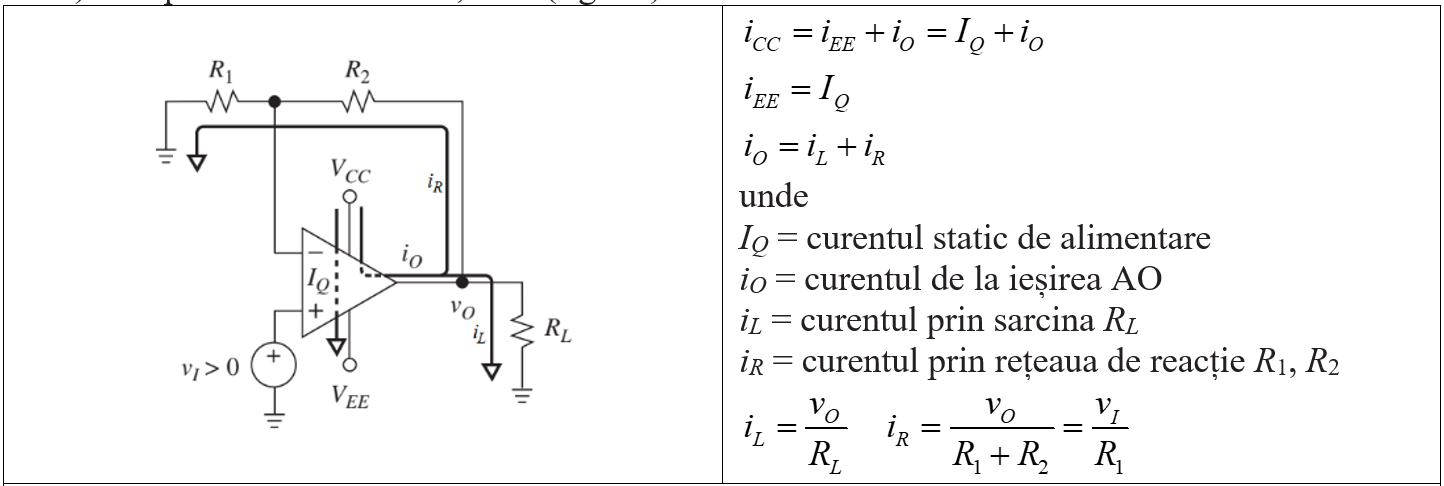 R1
R2
VCC
iR
iO
IQ
−
+
vO
iL
RL
vI > 0
+
VEE
iCC = iEE + iO = IQ + iO
iEE = IQ
iO = iL + iR
unde
IQ = curentul static de alimentare
iO = curentul de la ieșirea AO
iL = curentul prin sarcina RL
iR = curentul prin rețeaua de reacție R1, R2
iL = vO / RL    iR = vO / (R1 + R2) = vI / R1